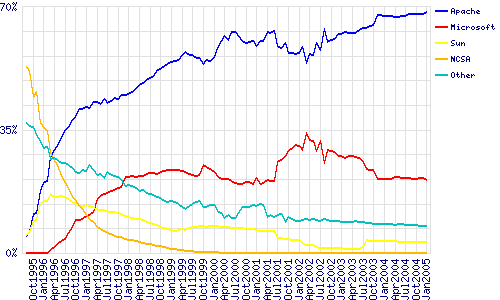 70%
Apache
Microsoft
Sun
NCSA
Other
35%
0%
Oct1995
Jan1996
Apr1996
Jul1996
Oct1996
Jan1997
Apr1997
Jul1997
Oct1997
Jan1998
Apr1998
Jul1998
Oct1998
Jan1999
Apr1999
Jul1999
Oct1999
Jan2000
Apr2000
Jul2000
Oct2000
Jan2001
Apr2001
Jul2001
Oct2001
Jan2002
Apr2002
Jul2002
Oct2002
Jan2003
Apr2003
Jul2003
Oct2003
Jan2004
Apr2004
Jul2004
Oct2004
Jan2005